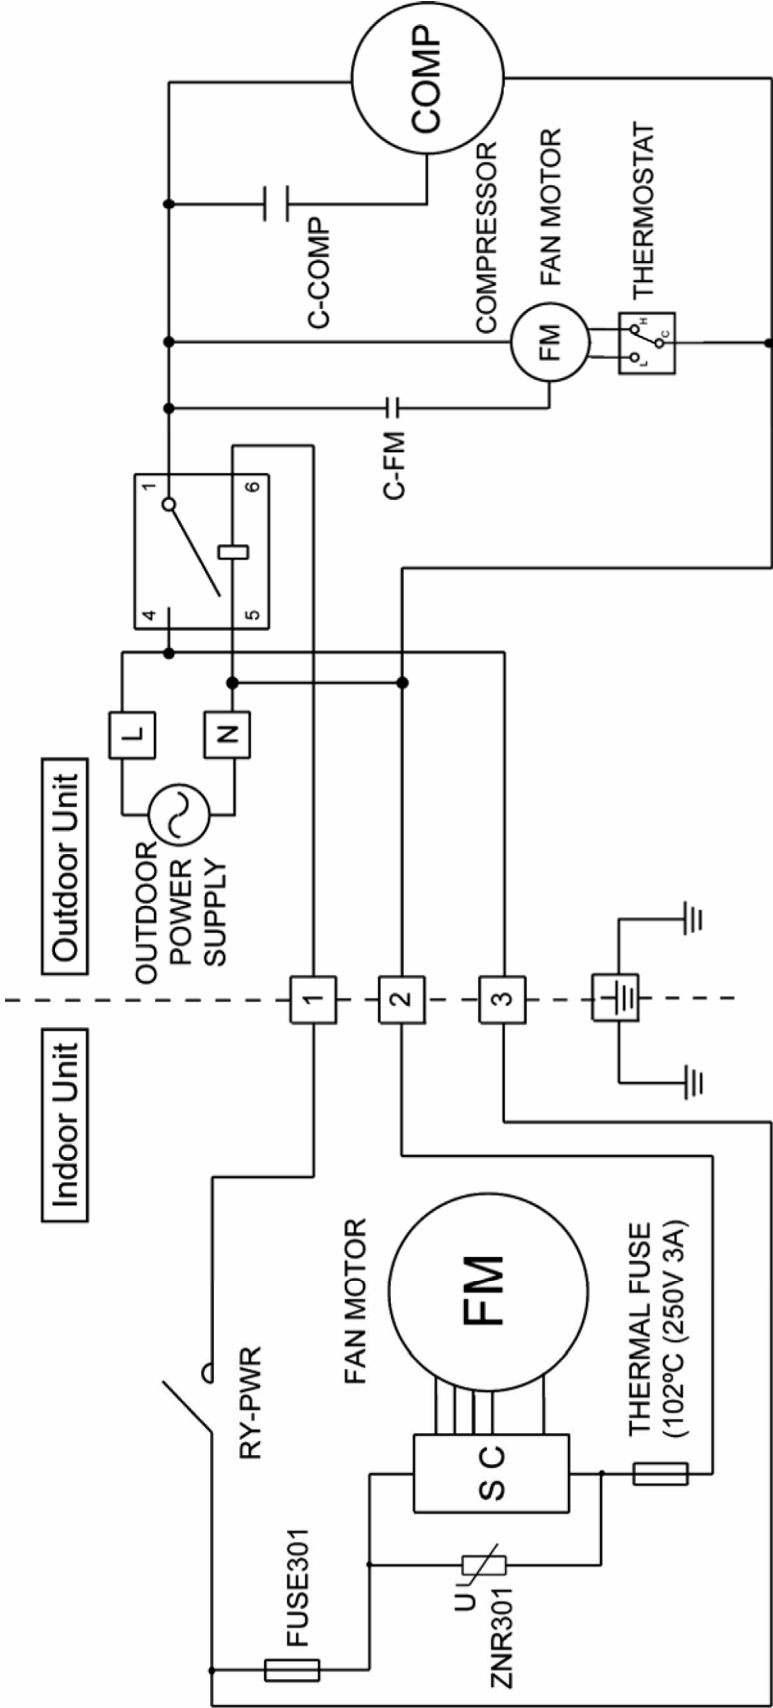 Indoor Unit
Outdoor Unit
OUTDOOR
POWER
SUPPLY
L
N
4
1
5
6
C-COMP
COMP
COMPRESSOR
C-FM
FM
FAN MOTOR
L
H
C
THERMOSTAT
1
2
3
RY-PWR
FUSE301
U
ZNR301
S C
FAN MOTOR
FM
THERMAL FUSE
(102ºC (250V 3A)